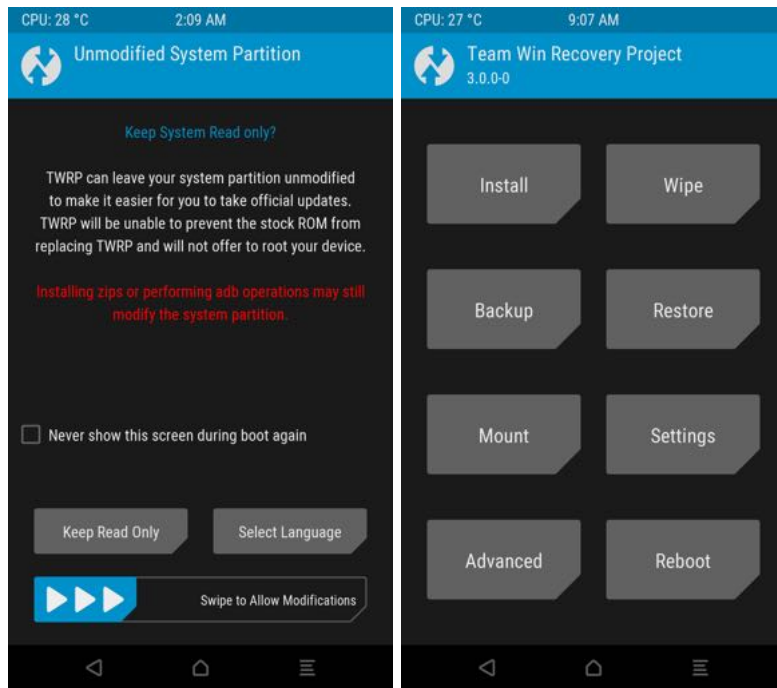 CPU: 28 °C 2:09 AM
Unmodified System Partition
Keep System Read only?
TWRP can leave your system partition unmodified
to make it easier for you to take official updates.
TWRP will be unable to prevent the stock ROM from
replacing TWRP and will not offer to root your device.
Installing zips or performing adb operations may still
modify the system partition.
Never show this screen during boot again
Keep Read Only Select Language
Swipe to Allow Modifications
CPU: 27 °C 9:07 AM
Team Win Recovery Project
3.0.0-0
Install Wipe
Backup Restore
Mount Settings
Advanced Reboot